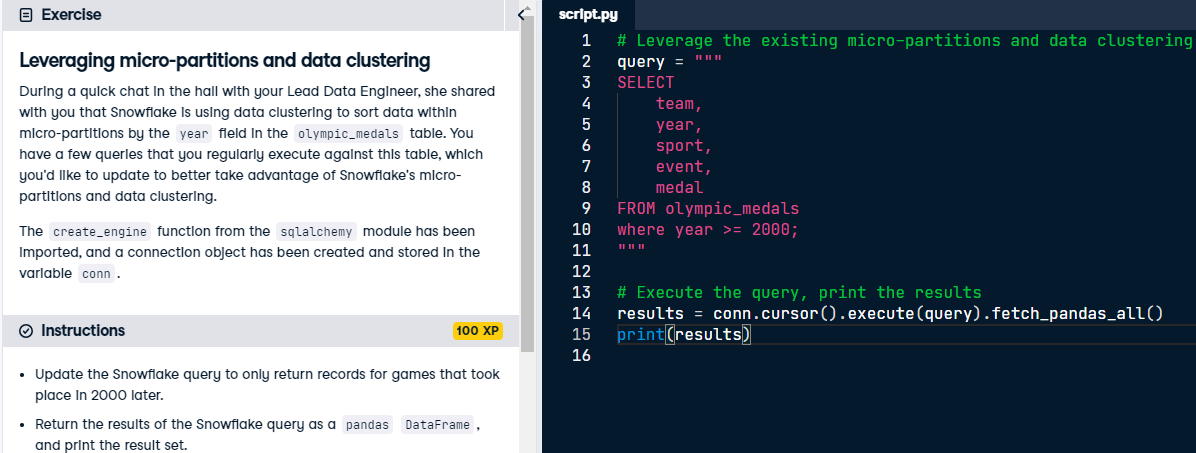 Exercise
Leveraging micro-partitions and data clustering
During a quick chat in the hall with your Lead Data Engineer, she shared
with you that Snowflake is using data clustering to sort data within
micro-partitions by the year field in the olympic_medals table. You
have a few queries that you regularly execute against this table, which
you'd like to update to better take advantage of Snowflake's micro-
partitions and data clustering.
The create_engine function from the sqlalchemy module has been
imported, and a connection object has been created and stored in the
variable conn.
Instructions
100 XP
Update the Snowflake query to only return records for games that took
place in 2000 later.
Return the results of the Snowflake query as a pandas DataFrame,
and print the result set.
script.py
1 # Leverage the existing micro-partitions and data clustering
2 query = """
3 SELECT
4     team,
5     year,
6     sport,
7     event,
8     medal
9 FROM olympic_medals
10 where year >= 2000;
11 """
12
13 # Execute the query, print the results
14 results = conn.cursor().execute(query).fetch_pandas_all()
15 print(results)
16